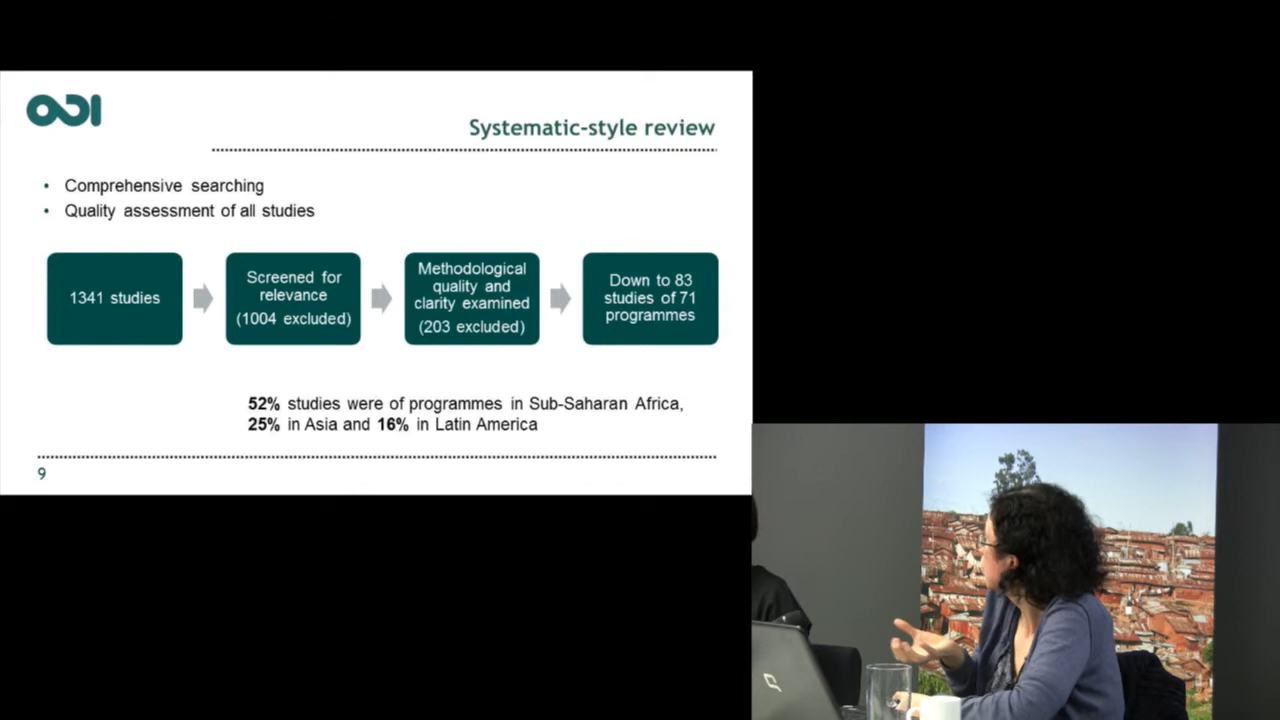 ODI
Systematic-style review
• Comprehensive searching
• Quality assessment of all studies
1341 studies
Screened for
relevance
(1004 excluded)
Methodological
quality and
clarity examined
(203 excluded)
Down to 83
studies of 71
programmes
52% studies were of programmes in Sub-Saharan Africa,
25% in Asia and 16% in Latin America
9